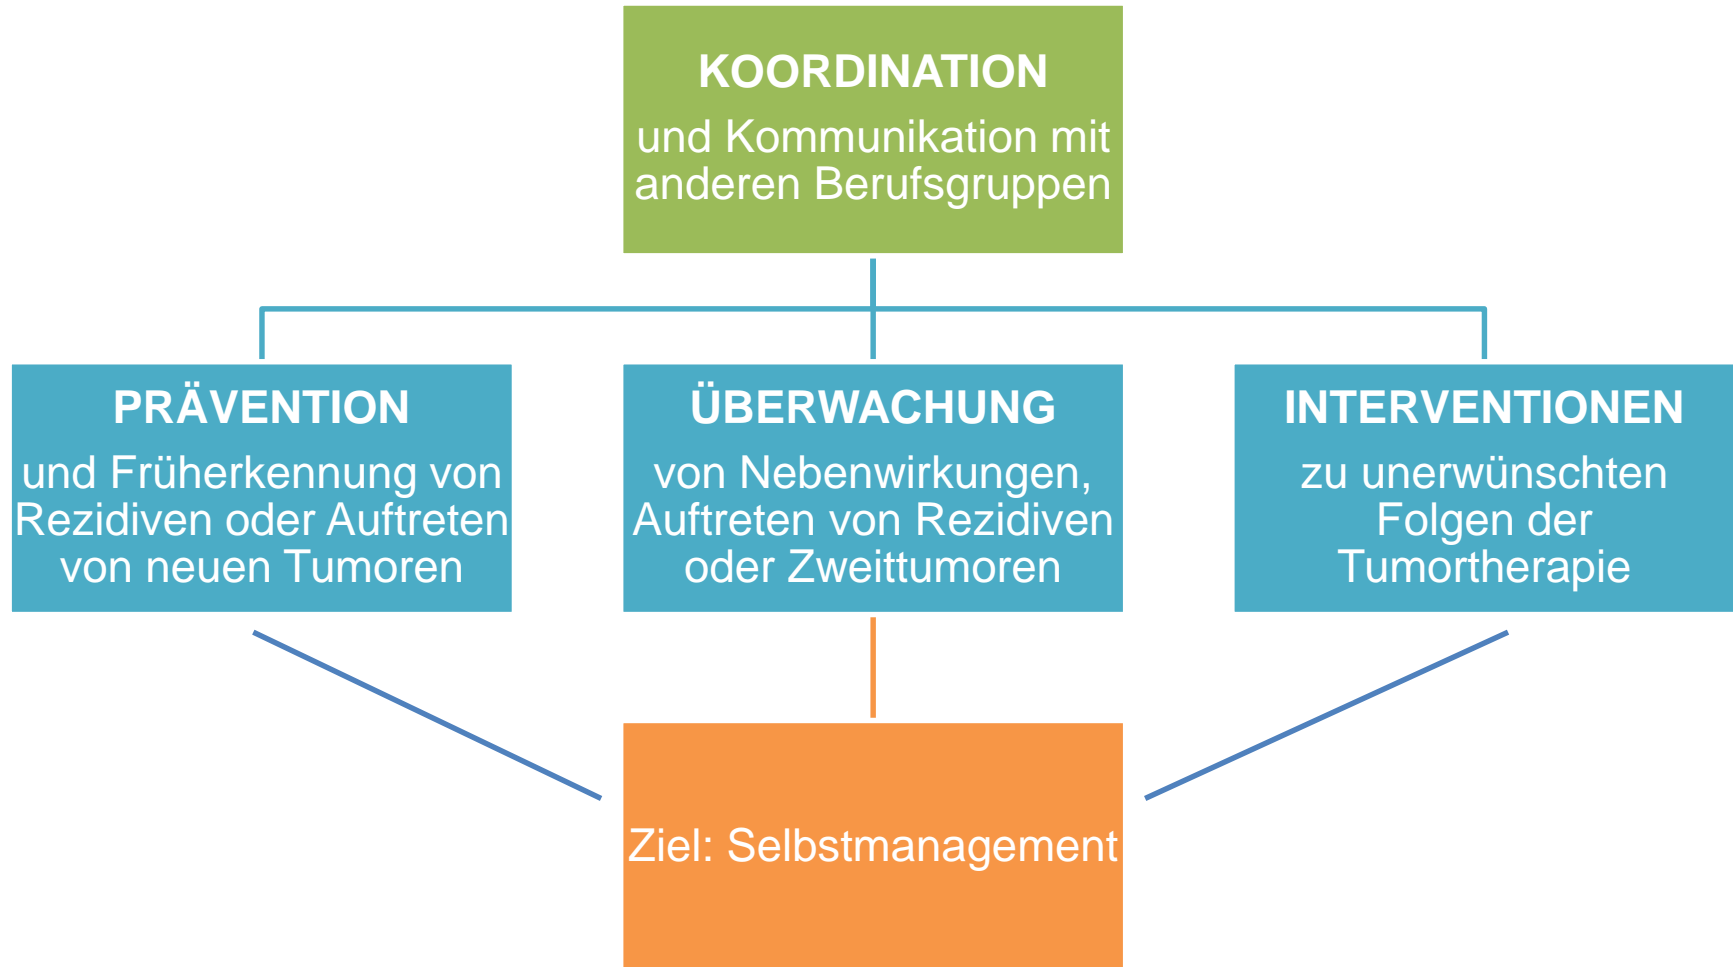 KOORDINATION
und Kommunikation mit
anderen Berufsgruppen
PRÄVENTION
und Früherkennung von
Rezidiven oder Auftreten
von neuen Tumoren
ÜBERWACHUNG
von Nebenwirkungen,
Auftreten von Rezidiven
oder Zweittumoren
INTERVENTIONEN
zu unerwünschten
Folgen der
Tumortherapie
Ziel: Selbstmanagement